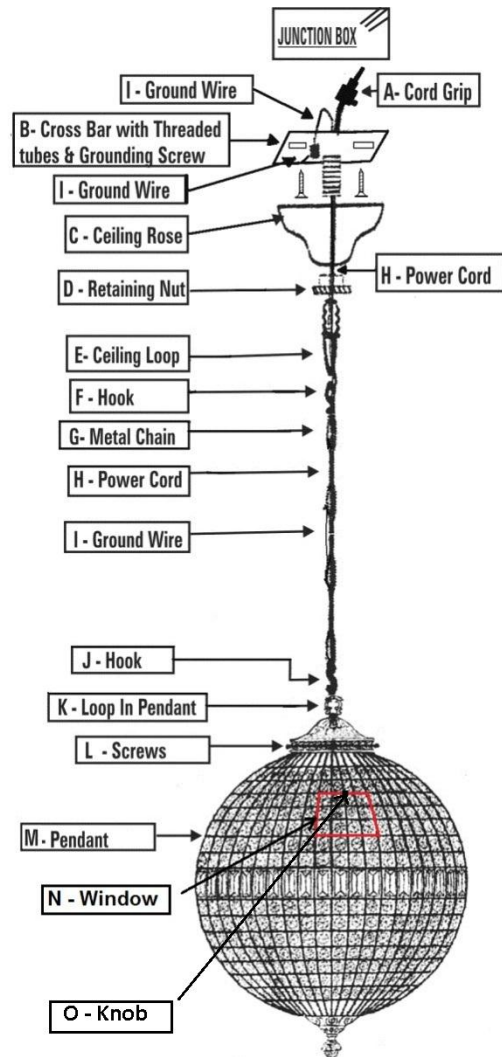 JUNCTION BOX
I - Ground Wire
A- Cord Grip
B- Cross Bar with Threaded
tubes & Grounding Screw
I - Ground Wire
C - Ceiling Rose
H - Power Cord
D - Retaining Nut
E- Ceiling Loop
F - Hook
G- Metal Chain
H - Power Cord
I - Ground Wire
J - Hook
K - Loop In Pendant
L - Screws
M - Pendant
N - Window
O - Knob